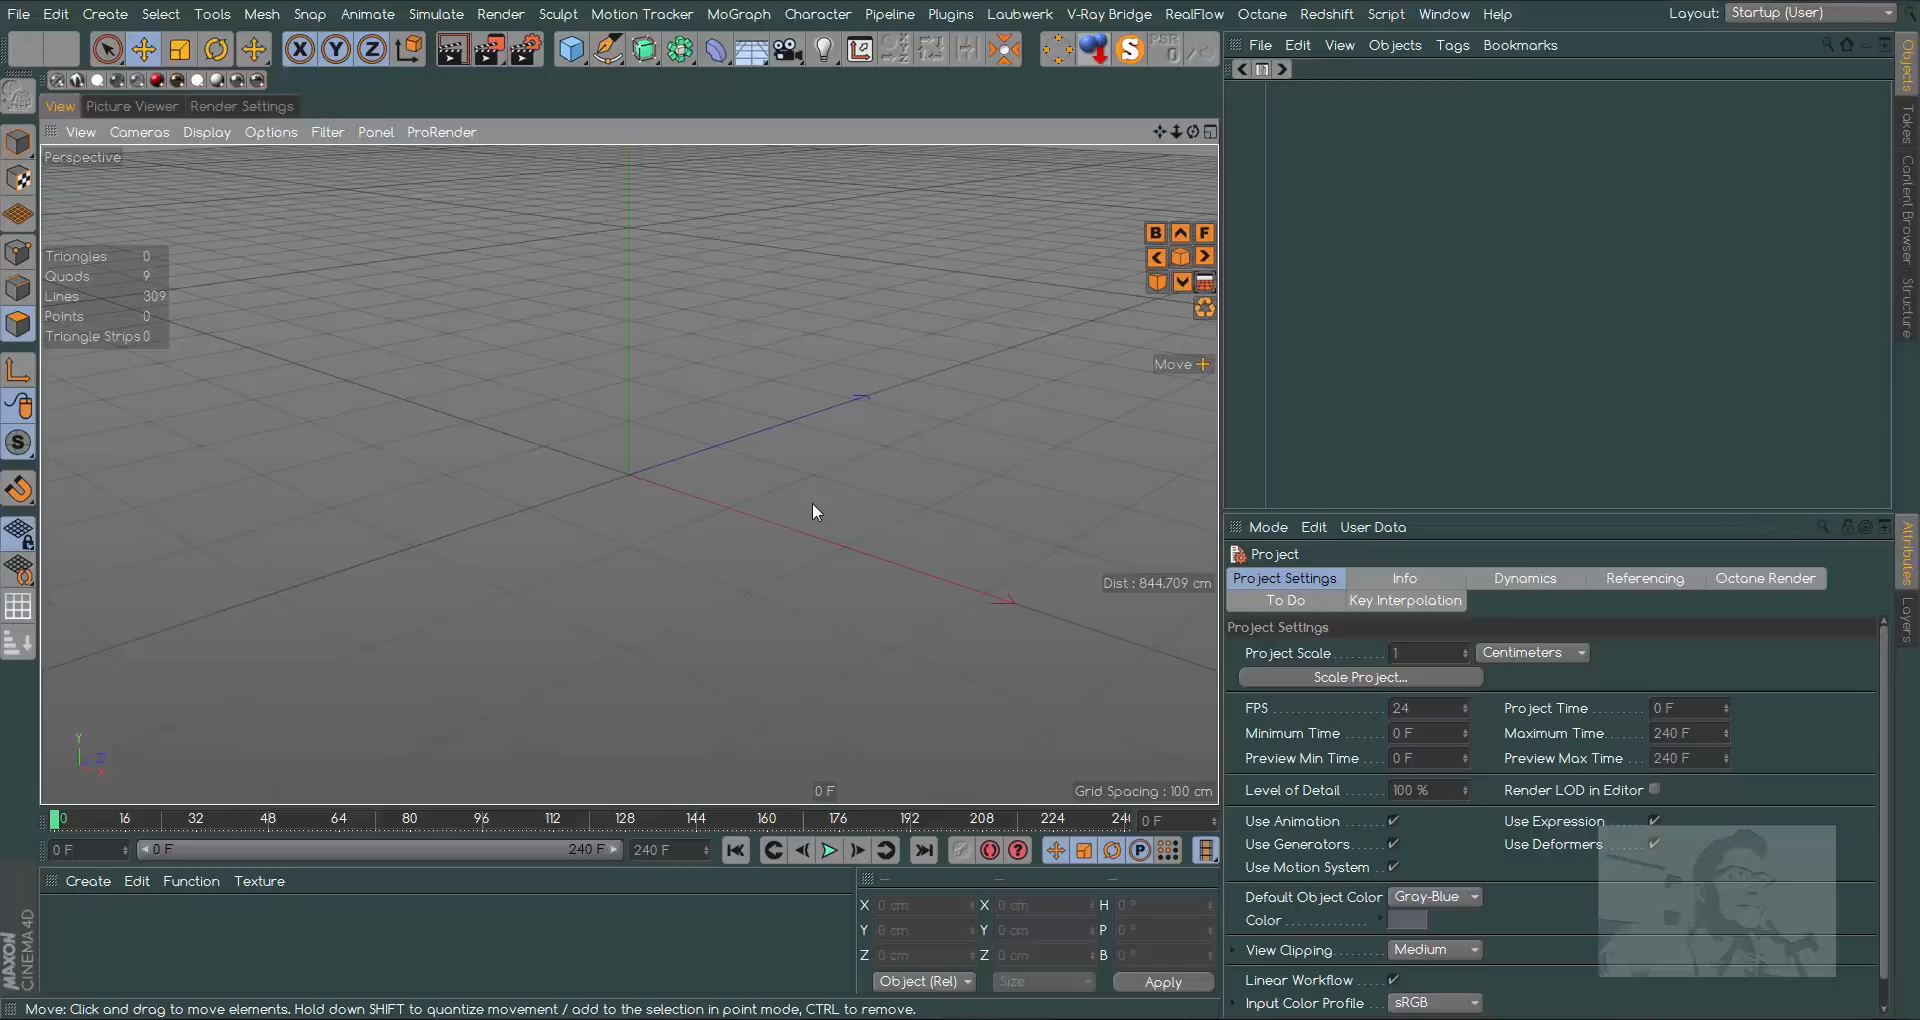 File Edit Create Select Tools Mesh Snap Animate Simulate Render Sculpt Motion Tracker MoGraph Character Pipeline Plugins Laubwerk V-Ray Bridge RealFlow Octane Redshift Script Window Help Layout: Startup (User)
X Y Z S PSR 0
File Edit View Objects Tags Bookmarks
View Picture Viewer Render Settings
View Cameras Display Options Filter Panel ProRender
Perspective
B F
Triangles 0
Quads 9
Lines 309
Points 0
Triangle Strips 0
Move
Dist : 844.709 cm
Y
Z
X
0 F
Grid Spacing : 100 cm
0 16 32 48 64 80 96 112 128 144 160 176 192 208 224 240 0 F
0 F 0 F 240 F 240 F P
Create Edit Function Texture
X 0 cm X 0 cm H 0 °
Y 0 cm Y 0 cm P 0 °
Z 0 cm Z 0 cm B 0 °
Object (Rel) Size Apply
MAXON
CINEMA 4D
Move: Click and drag to move elements. Hold down SHIFT to quantize movement / add to the selection in point mode, CTRL to remove.
Objects
Takes
Content Browser
Structure
Mode Edit User Data
Project
Project Settings Info Dynamics Referencing Octane Render
To Do Key Interpolation
Project Settings
Project Scale 1 Centimeters
Scale Project...
FPS 24 Project Time 0 F
Minimum Time 0 F Maximum Time 240 F
Preview Min Time 0 F Preview Max Time 240 F
Level of Detail 100 % Render LOD in Editor
Use Animation Use Expression
Use Generators Use Deformers
Use Motion System
Default Object Color Gray-Blue
Color
View Clipping Medium
Linear Workflow
Input Color Profile sRGB
Attributes
Layers